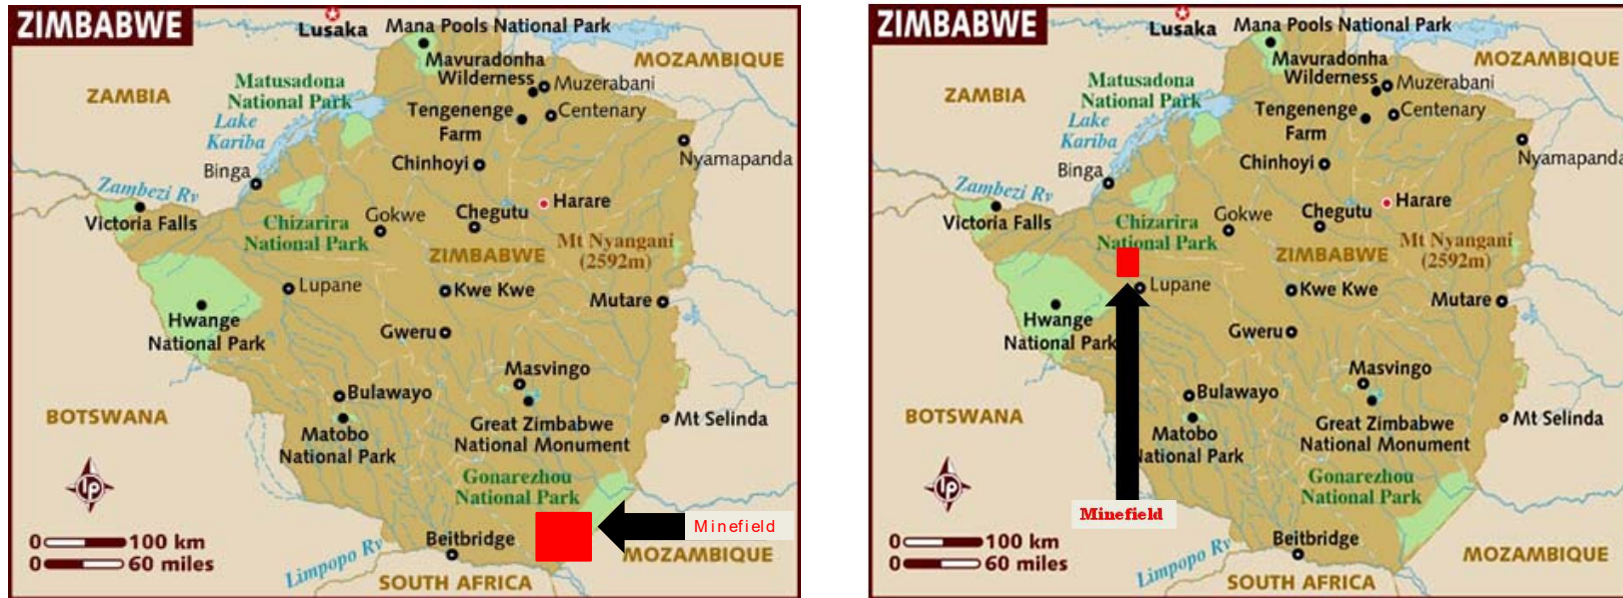 ZIMBABWE
Lusaka
Mana Pools National Park
MOZAMBIQUE
Mavuradonha
Wilderness
Muzerabani
Matusadona
National Park
ZAMBIA
Tengenenge
Farm
Centenary
Lake
Kariba
Nyamapanda
Chinhoyi
Binga
Zambezi Rv
Victoria Falls
Harare
Gokwe
Chegutu
Chizarira
National Park
ZIMBABWE
Mt Nyangani
(2592m)
Lupane
Kwe Kwe
Mutare
Hwange
National Park
Gweru
Masvingo
Bulawayo
BOTSWANA
Great Zimbabwe
National Monument
Mt Selinda
Matobo
National Park
Gonarezhou
National Park
LP
Minefield
Beitbridge
MOZAMBIQUE
0 100 km
0 60 miles
Limpopo Rv
SOUTH AFRICA
ZIMBABWE
Lusaka
Mana Pools National Park
MOZAMBIQUE
Mavuradonha
Wilderness
Muzerabani
Matusadona
National Park
ZAMBIA
Tengenenge
Farm
Centenary
Lake
Kariba
Nyamapanda
Chinhoyi
Binga
Zambezi Rv
Victoria Falls
Harare
Gokwe
Chegutu
Chizarira
National Park
ZIMBABWE
Mt Nyangani
(2592m)
Lupane
Kwe Kwe
Mutare
Hwange
National Park
Gweru
Masvingo
Bulawayo
BOTSWANA
Great Zimbabwe
National Monument
Mt Selinda
Matobo
National Park
Gonarezhou
National Park
LP
Minefield
Beitbridge
MOZAMBIQUE
0 100 km
0 60 miles
Limpopo Rv
SOUTH AFRICA